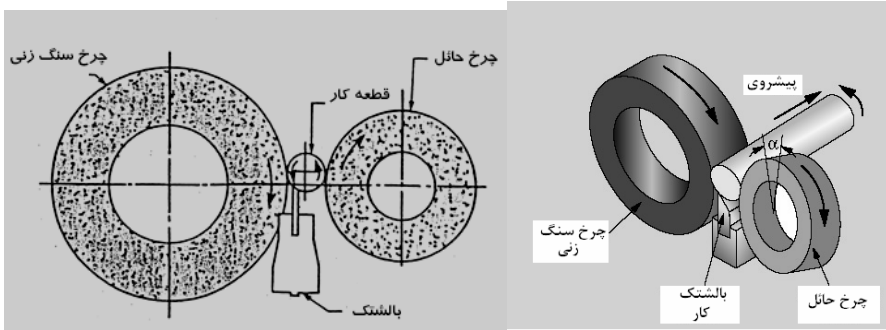 چرخ سنگ زنی
قطعه کار
چرخ حائل
بالشتک
پیشروی
α
چرخ سنگ
زنی
بالشتک
کار
چرخ حائل